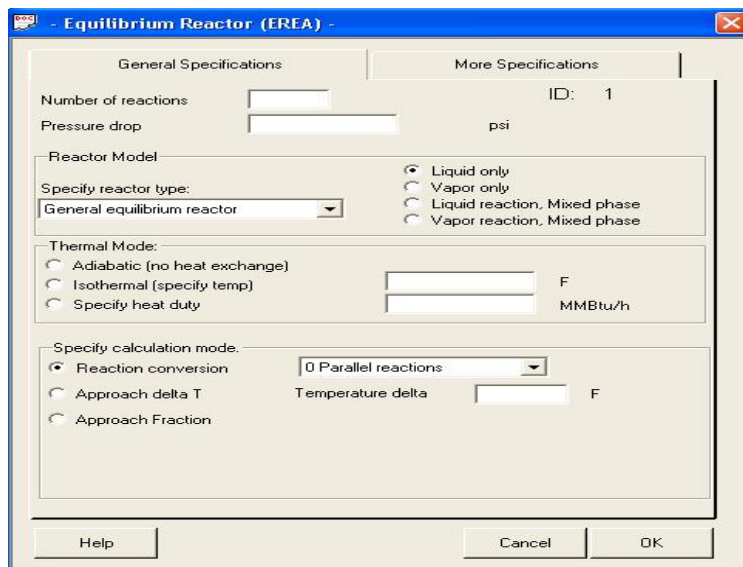 - Equilibrium Reactor (EREA) -
General Specifications
More Specifications
Number of reactions
ID: 1
Pressure drop
psi
Reactor Model
Specify reactor type:
General equilibrium reactor
Liquid only
Vapor only
Liquid reaction, Mixed phase
Vapor reaction, Mixed phase
Thermal Mode:
Adiabatic (no heat exchange)
Isothermal (specify temp)
F
Specify heat duty
MMBtu/h
Specify calculation mode.
Reaction conversion
0 Parallel reactions
Approach delta T
Temperature delta
F
Approach Fraction
Help
Cancel
OK